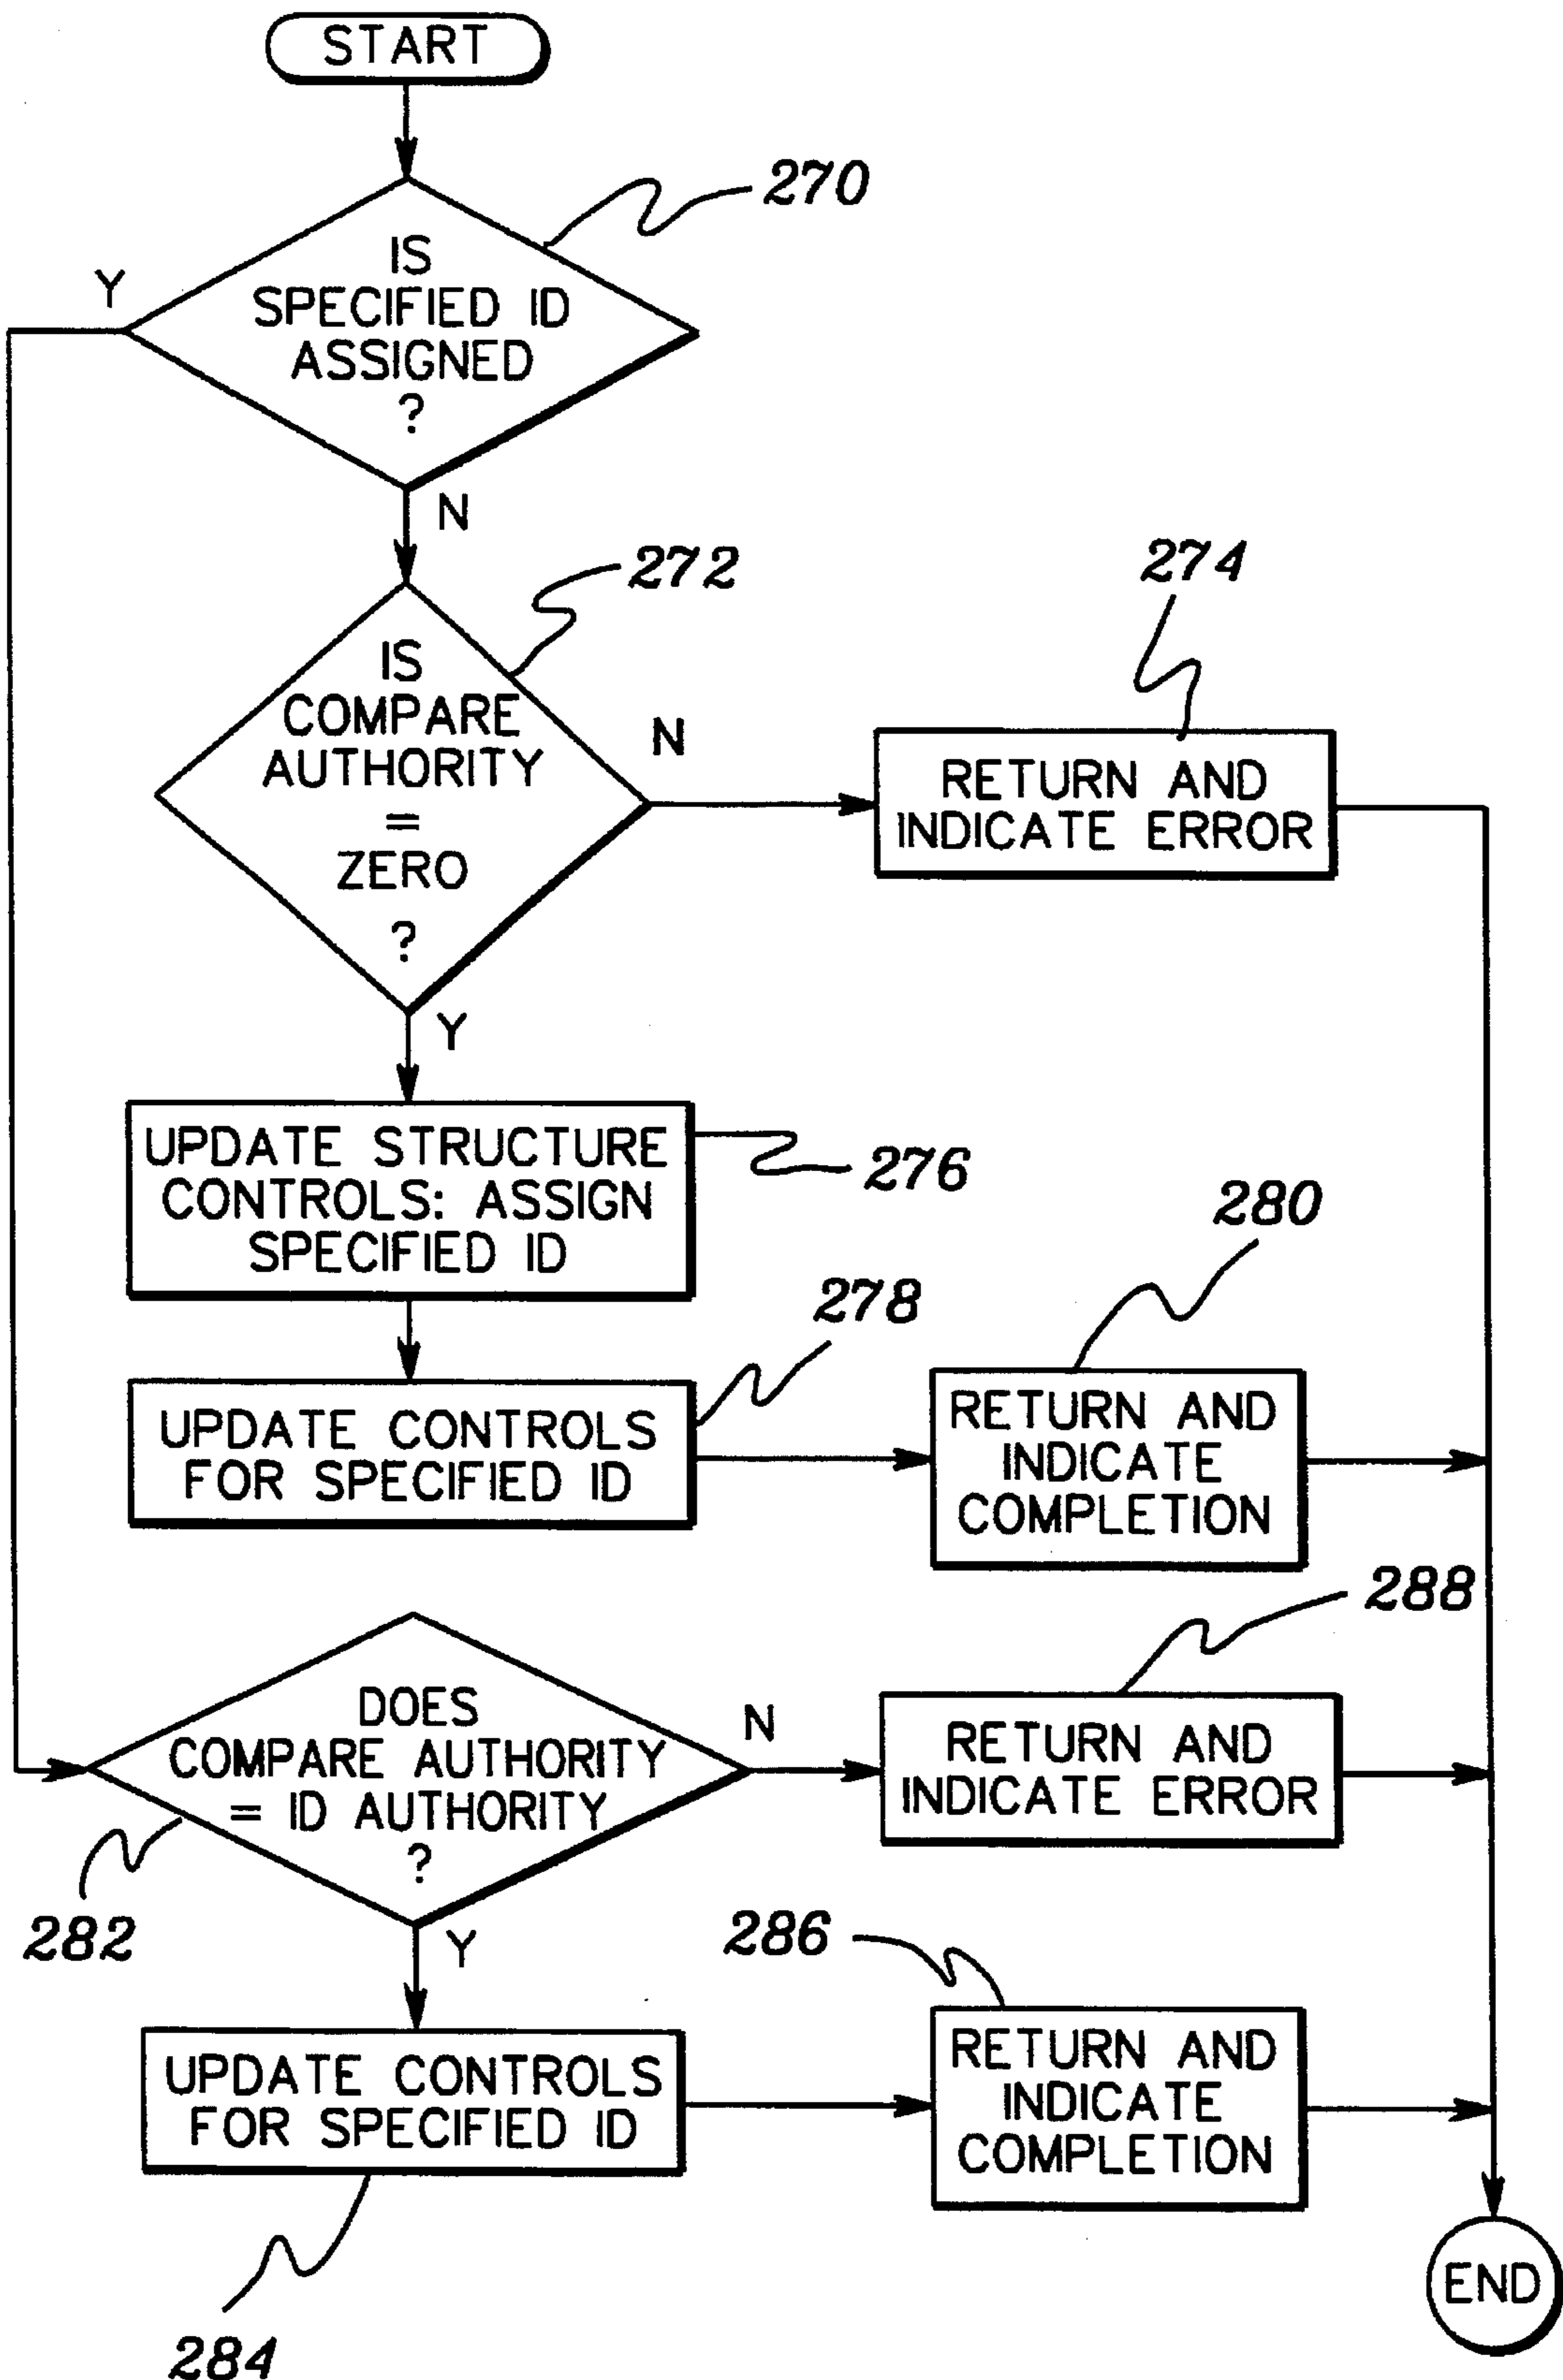 START
270
IS
SPECIFIED ID
ASSIGNED
?
Y
N
272
IS
COMPARE
AUTHORITY
=
ZERO
?
N
274
RETURN AND
INDICATE ERROR
Y
UPDATE STRUCTURE
CONTROLS: ASSIGN
SPECIFIED ID
276
278
UPDATE CONTROLS
FOR SPECIFIED ID
280
RETURN AND
INDICATE
COMPLETION
DOES
COMPARE AUTHORITY
= ID AUTHORITY
?
282
N
288
RETURN AND
INDICATE ERROR
Y
UPDATE CONTROLS
FOR SPECIFIED ID
284
286
RETURN AND
INDICATE
COMPLETION
END